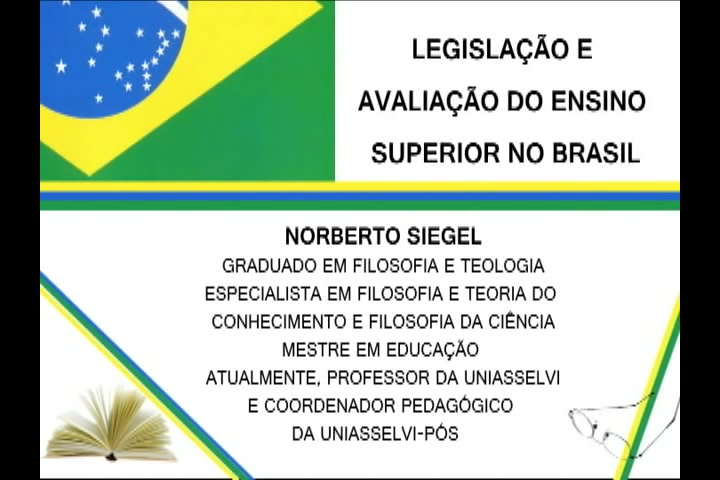 LEGISLAÇÃO E
AVALIAÇÃO DO ENSINO
SUPERIOR NO BRASIL
NORBERTO SIEGEL
GRADUADO EM FILOSOFIA E TEOLOGIA
ESPECIALISTA EM FILOSOFIA E TEORIA DO
CONHECIMENTO E FILOSOFIA DA CIÊNCIA
MESTRE EM EDUCAÇÃO
ATUALMENTE, PROFESSOR DA UNIASSELVI
E COORDENADOR PEDAGÓGICO
DA UNIASSELVI-PÓS